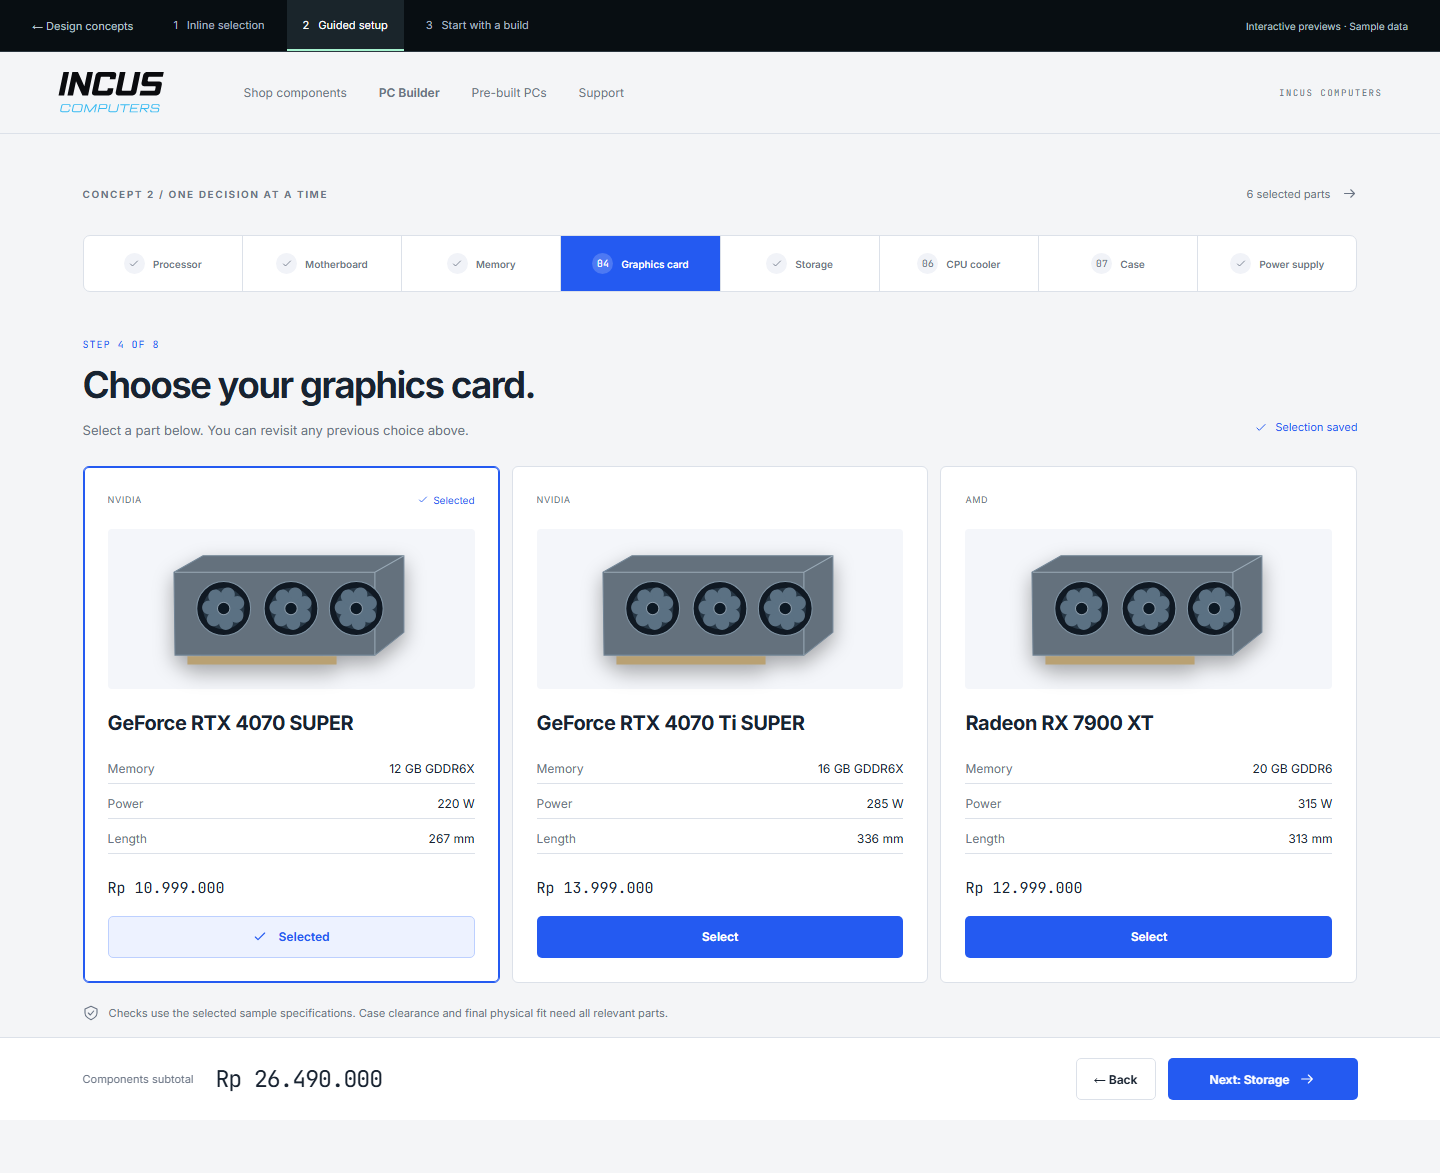 ← Design concepts
1 Inline selection
2 Guided setup
3 Start with a build
Interactive previews · Sample data
INCUS
COMPUTERS
Shop components
PC Builder
Pre-built PCs
Support
INCUS COMPUTERS
CONCEPT 2 / ONE DECISION AT A TIME
6 selected parts →
Processor
Motherboard
Memory
04 Graphics card
Storage
06 CPU cooler
07 Case
Power supply
STEP 4 OF 8
Choose your graphics card.
Select a part below. You can revisit any previous choice above.
Selection saved
NVIDIA
Selected
GeForce RTX 4070 SUPER
Memory 12 GB GDDR6X
Power 220 W
Length 267 mm
Rp 10.999.000
Selected
NVIDIA
GeForce RTX 4070 Ti SUPER
Memory 16 GB GDDR6X
Power 285 W
Length 336 mm
Rp 13.999.000
Select
AMD
Radeon RX 7900 XT
Memory 20 GB GDDR6
Power 315 W
Length 313 mm
Rp 12.999.000
Select
Checks use the selected sample specifications. Case clearance and final physical fit need all relevant parts.
Components subtotal Rp 26.490.000
← Back
Next: Storage →